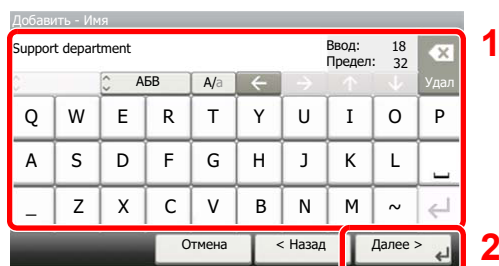 Добавить - Имя
Support department
Ввод: 18
Предел: 32
АБВ A/a ← → ↑ ↓ Удал
Q W E R T Y U I O P
A S D F G H J K L
_ Z X C V B N M ~
Отмена < Назад Далее >
1
2